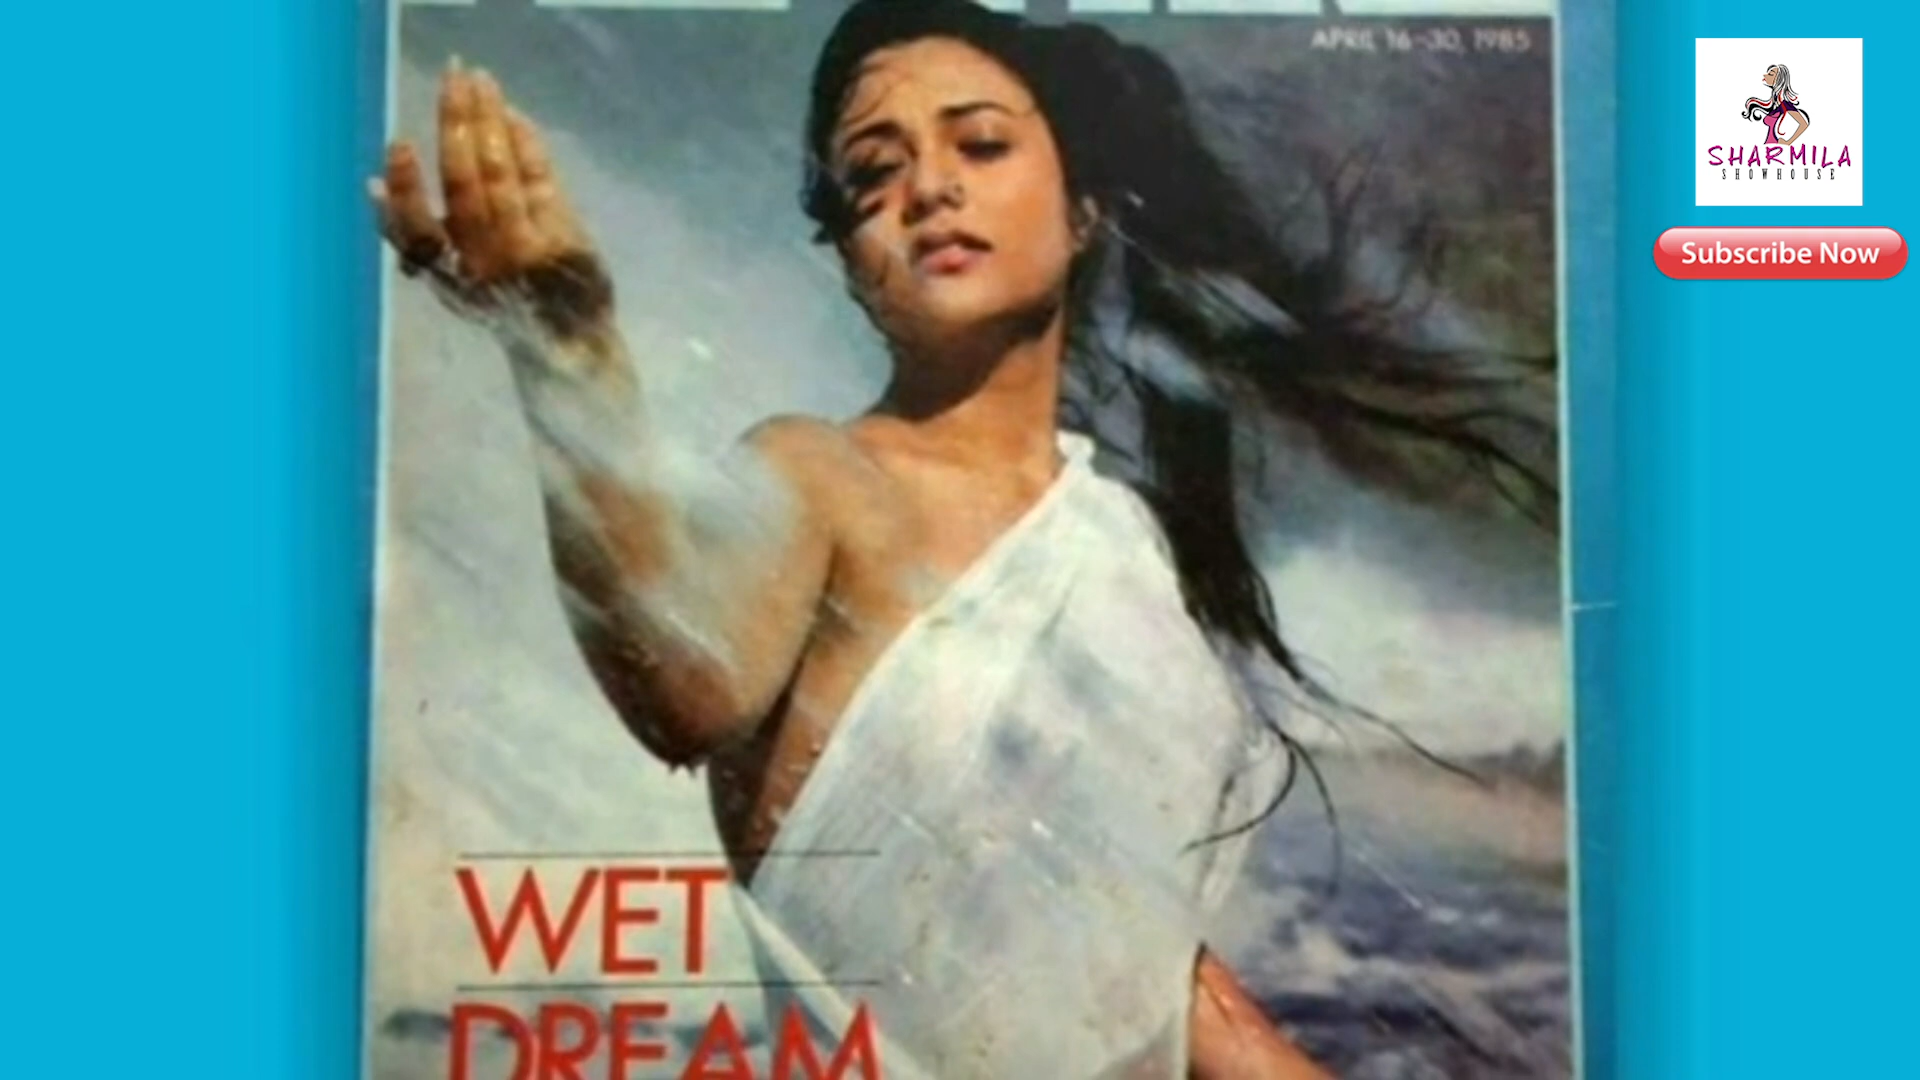 APRIL 16-30, 1985
SHARMILA
SHOWHOUSE
Subscribe Now
WET
DREAM